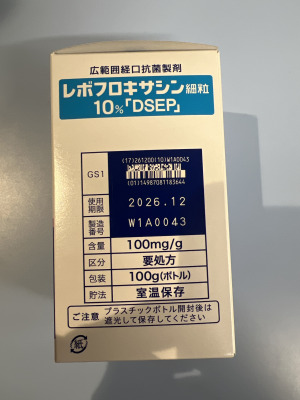 広範囲経口抗菌製剤
レボフロキサシン細粒
10%「DSEP」
GS1
(17)261200(10)W1A0043
(01)14987081183644
使用期限 2026.12
製造番号 W1A0043
含量 100mg/g
区分 要処方
包装 100g(ボトル)
貯法 室温保存
ご注意 プラスチックボトル開封後は
遮光して保存してください
紙